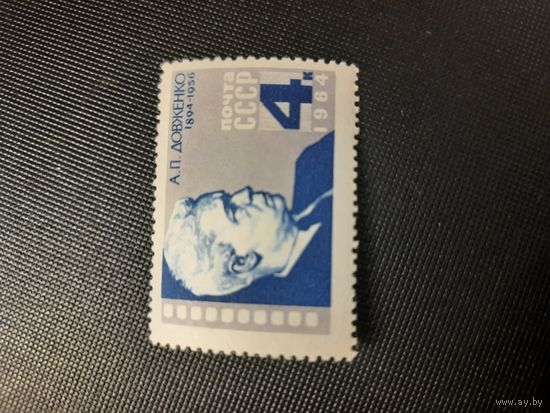 А.П. ДОВЖЕНКО
1894-1956
ПОЧТА
СССР
4 К
1964
www.ay.by